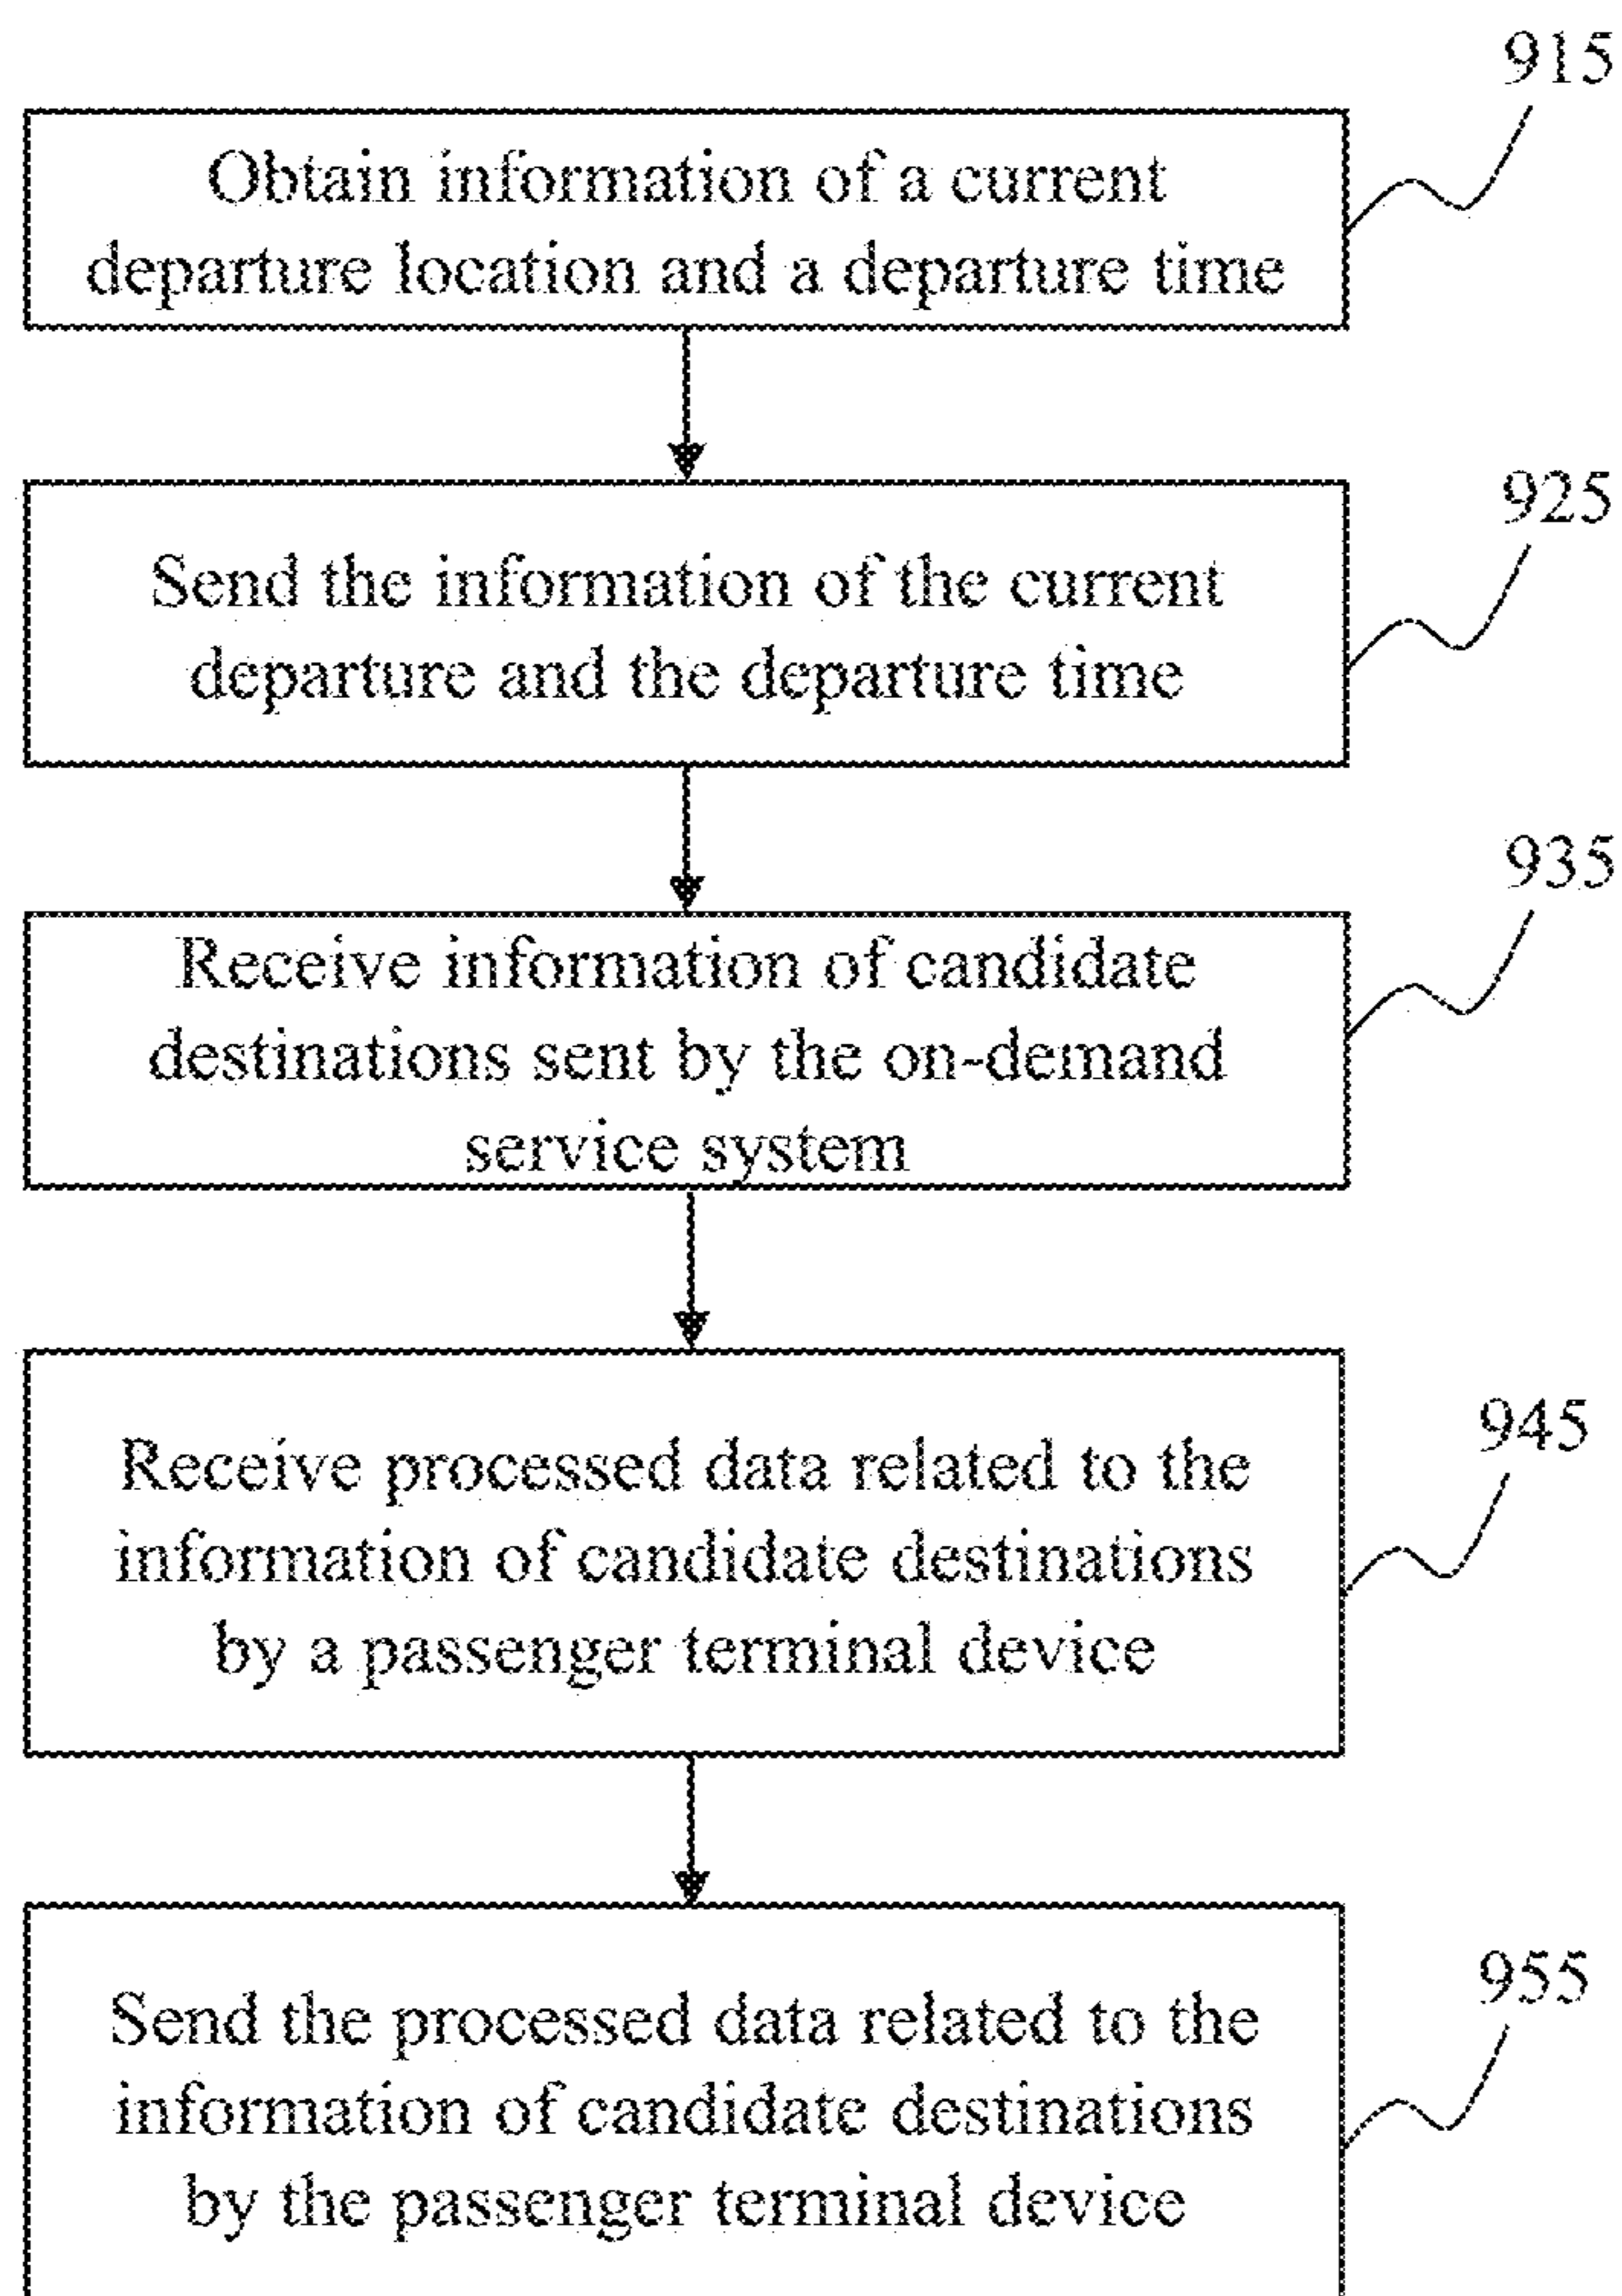 915
Obtain information of a current
departure location and a departure time
925
Send the information of the current
departure and the departure time
935
Receive information of candidate
destinations sent by the on-demand
service system
945
Receive processed data related to the
information of candidate destinations
by a passenger terminal device
955
Send the processed data related to the
information of candidate destinations
by the passenger terminal device